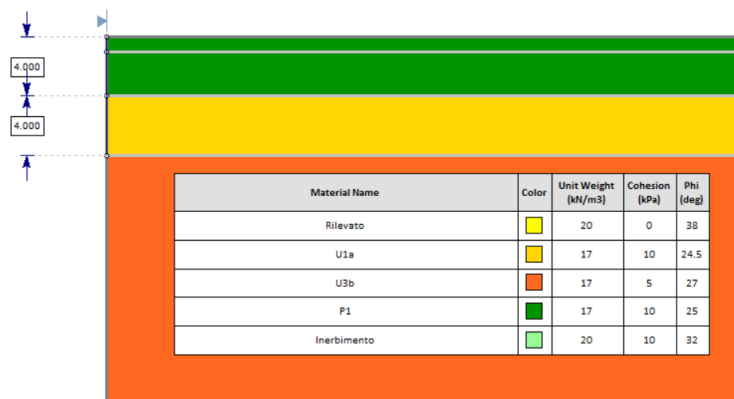 4.000
4.000
Material Name Color Unit Weight (kN/m3) Cohesion (kPa) Phi (deg)
Rilevato 20 0 38
U1a 17 10 24.5
U3b 17 5 27
P1 17 10 25
Inerbimento 20 10 32